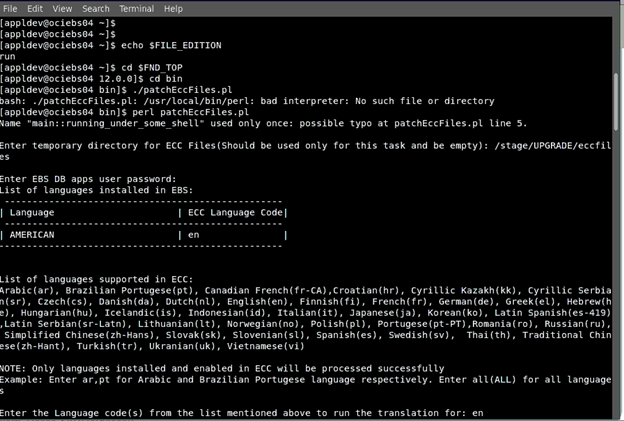 File Edit View Search Terminal Help
[appldev@ociebs04 ~]$
[appldev@ociebs04 ~]$
[appldev@ociebs04 ~]$ echo $FILE_EDITION
run
[appldev@ociebs04 ~]$ cd $FND_TOP
[appldev@ociebs04 12.0.0]$ cd bin
[appldev@ociebs04 bin]$ ./patchEccFiles.pl
bash: ./patchEccFiles.pl: /usr/local/bin/perl: bad interpreter: No such file or directory
[appldev@ociebs04 bin]$ perl patchEccFiles.pl
Name "main::running_under_some_shell" used only once: possible typo at patchEccFiles.pl line 5.
Enter temporary directory for ECC Files(Should be used only for this task and be empty): /stage/UPGRADE/eccfil
es
Enter EBS DB apps user password:
List of languages installed in EBS:
--------------------------------------------------
| Language | ECC Language Code|
--------------------------------------------------
| AMERICAN | en |
--------------------------------------------------
List of languages supported in ECC:
Arabic(ar), Brazilian Portugese(pt), Canadian French(fr-CA),Croatian(hr), Cyrillic Kazakh(kk), Cyrillic Serbia
n(sr), Czech(cs), Danish(da), Dutch(nl), English(en), Finnish(fi), French(fr), German(de), Greek(el), Hebrew(h
e), Hungarian(hu), Icelandic(is), Indonesian(id), Italian(it), Japanese(ja), Korean(ko), Latin Spanish(es-419)
,Latin Serbian(sr-Latn), Lithuanian(lt), Norwegian(no), Polish(pl), Portugese(pt-PT),Romania(ro), Russian(ru),
Simplified Chinese(zh-Hans), Slovak(sk), Slovenian(sl), Spanish(es), Swedish(sv), Thai(th), Traditional Chin
ese(zh-Hant), Turkish(tr), Ukranian(uk), Vietnamese(vi)
NOTE: Only languages installed and enabled in ECC will be processed successfully
Example: Enter ar,pt for Arabic and Brazilian Portugese language respectively. Enter all(ALL) for all language
s
Enter the Language code(s) from the list mentioned above to run the translation for: en